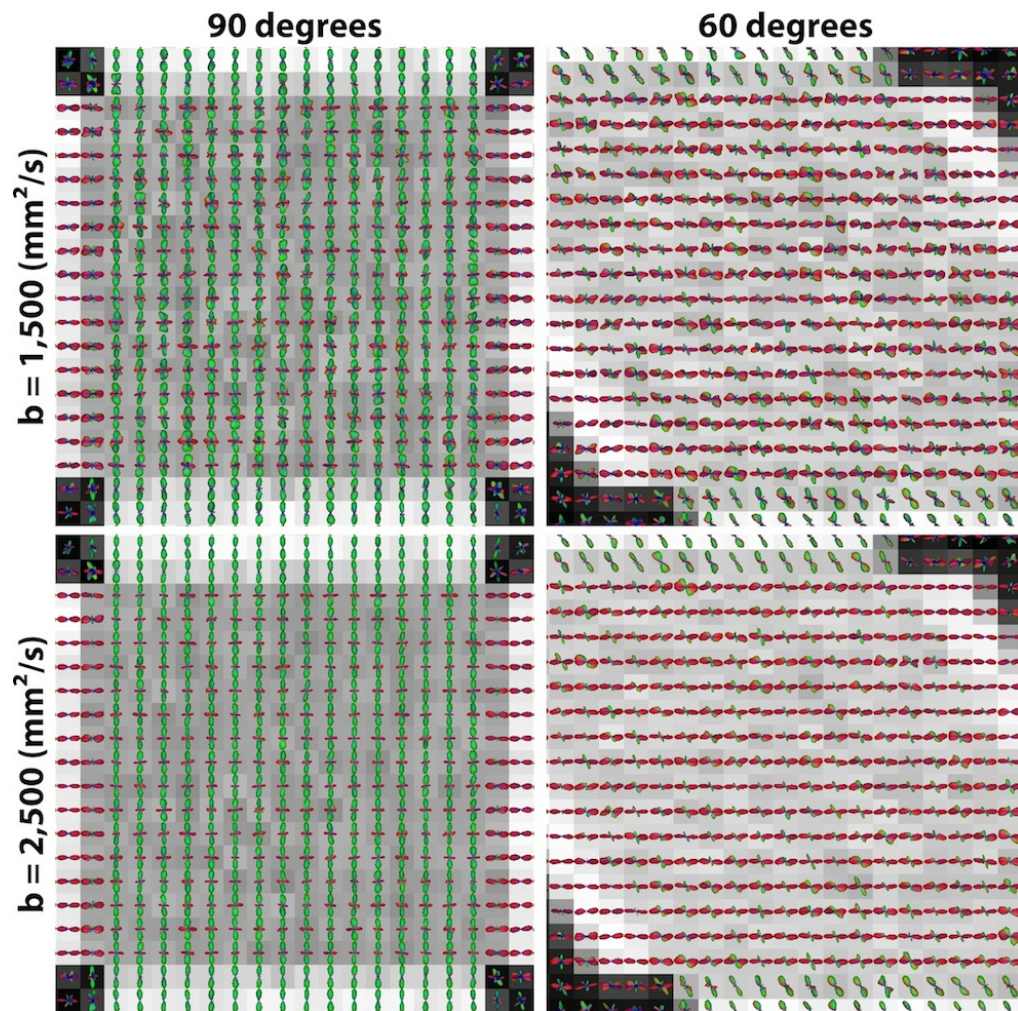 90 degrees
60 degrees
b = 1,500 (mm²/s)
b = 2,500 (mm²/s)